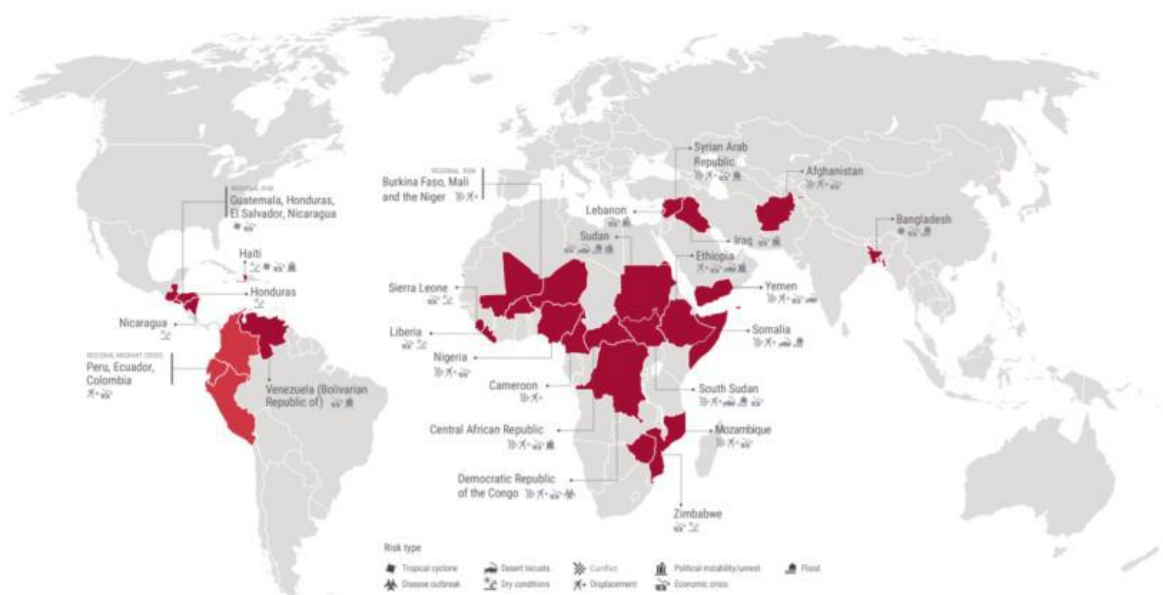 REGIONAL RISK
Guatemala, Honduras,
El Salvador, Nicaragua
Haiti
Honduras
Nicaragua
REGIONAL MIGRANT CRISIS
Peru, Ecuador,
Colombia
Venezuela (Bolivarian
Republic of)
REGIONAL RISK
Burkina Faso, Mali
and the Niger
Sierra Leone
Liberia
Nigeria
Cameroon
Central African Republic
Democratic Republic
of the Congo
Syrian Arab
Republic
Lebanon
Sudan
Afghanistan
Bangladesh
Iraq
Ethiopia
Yemen
Somalia
South Sudan
Mozambique
Zimbabwe
Risk type
Tropical cyclone
Desert locusts
Conflict
Political instability/unrest
Flood
Disease outbreak
Dry conditions
Displacement
Economic crisis